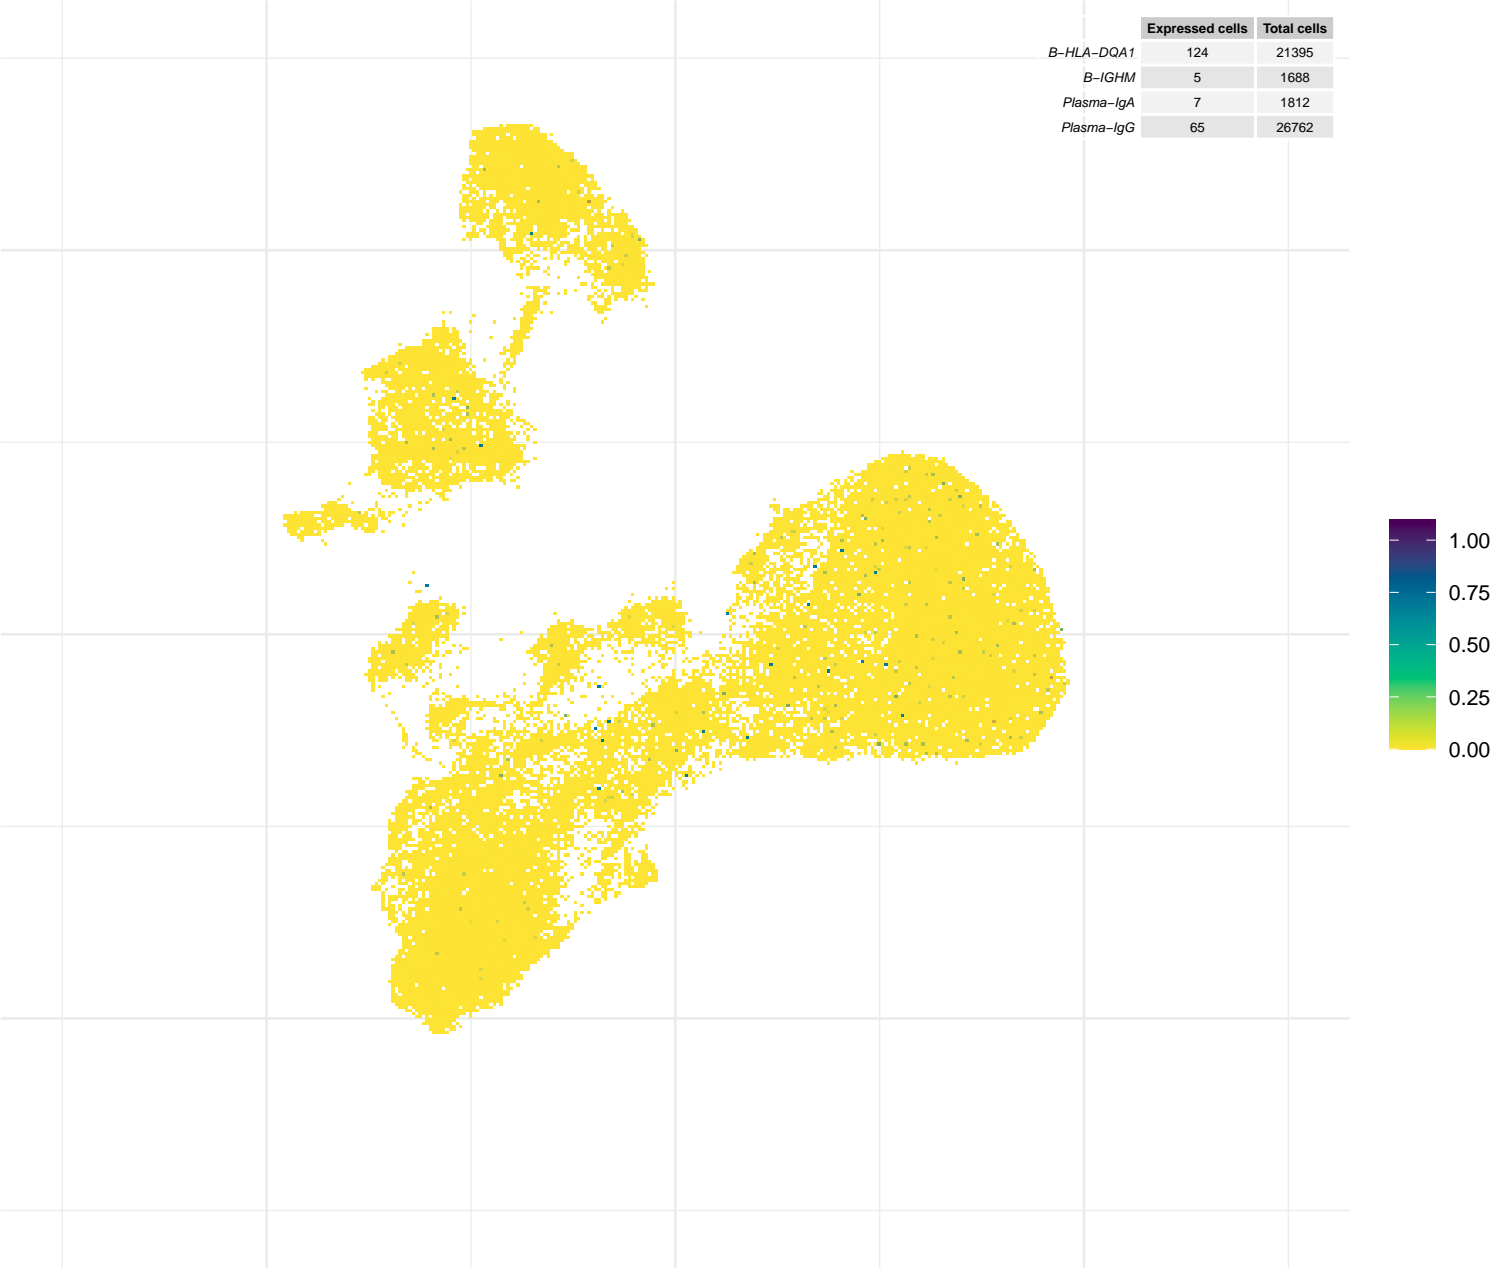 Expressed cells Total cells
B−HLA−DQA1 124 21395
B−IGHM 5 1688
Plasma−IgA 7 1812
Plasma−IgG 65 26762
1.00
0.75
0.50
0.25
0.00